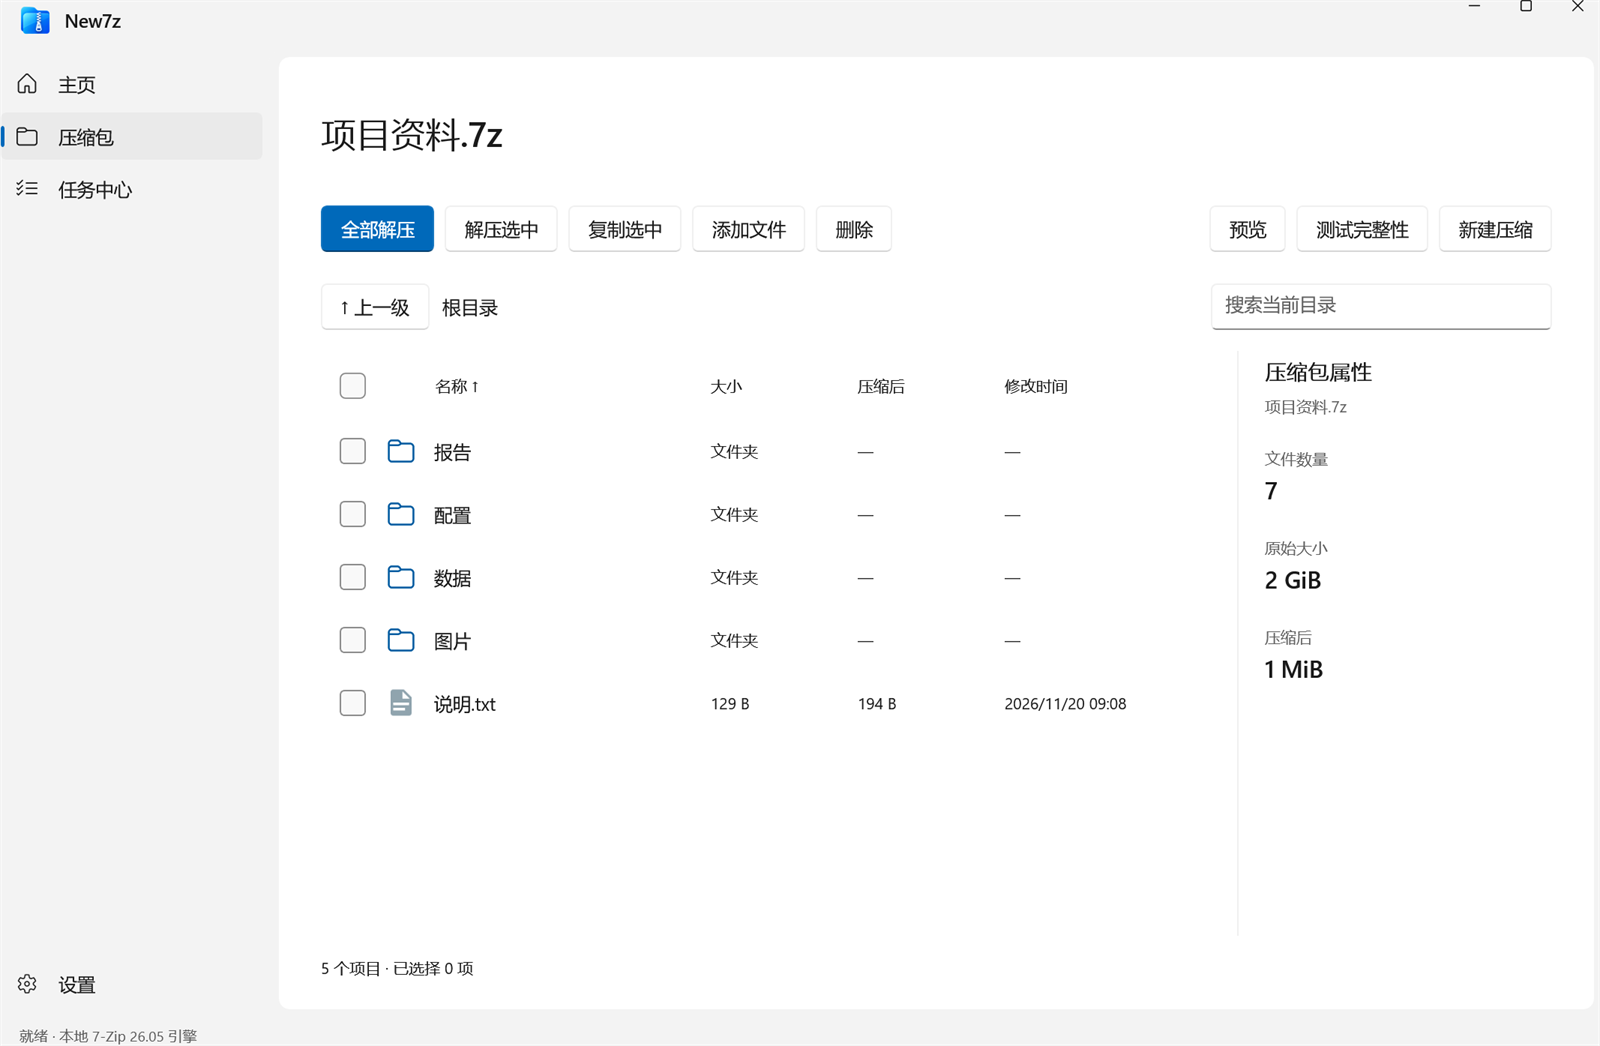 New7z
主页
压缩包
任务中心
项目资料.7z
全部解压 解压选中 复制选中 添加文件 删除 预览 测试完整性 新建压缩
↑ 上一级 根目录 搜索当前目录
名称 ↑ 大小 压缩后 修改时间
报告 文件夹 — —
配置 文件夹 — —
数据 文件夹 — —
图片 文件夹 — —
说明.txt 129 B 194 B 2026/11/20 09:08
压缩包属性
项目资料.7z
文件数量
7
原始大小
2 GiB
压缩后
1 MiB
5 个项目 · 已选择 0 项
设置
就绪 · 本地 7-Zip 26.05 引擎